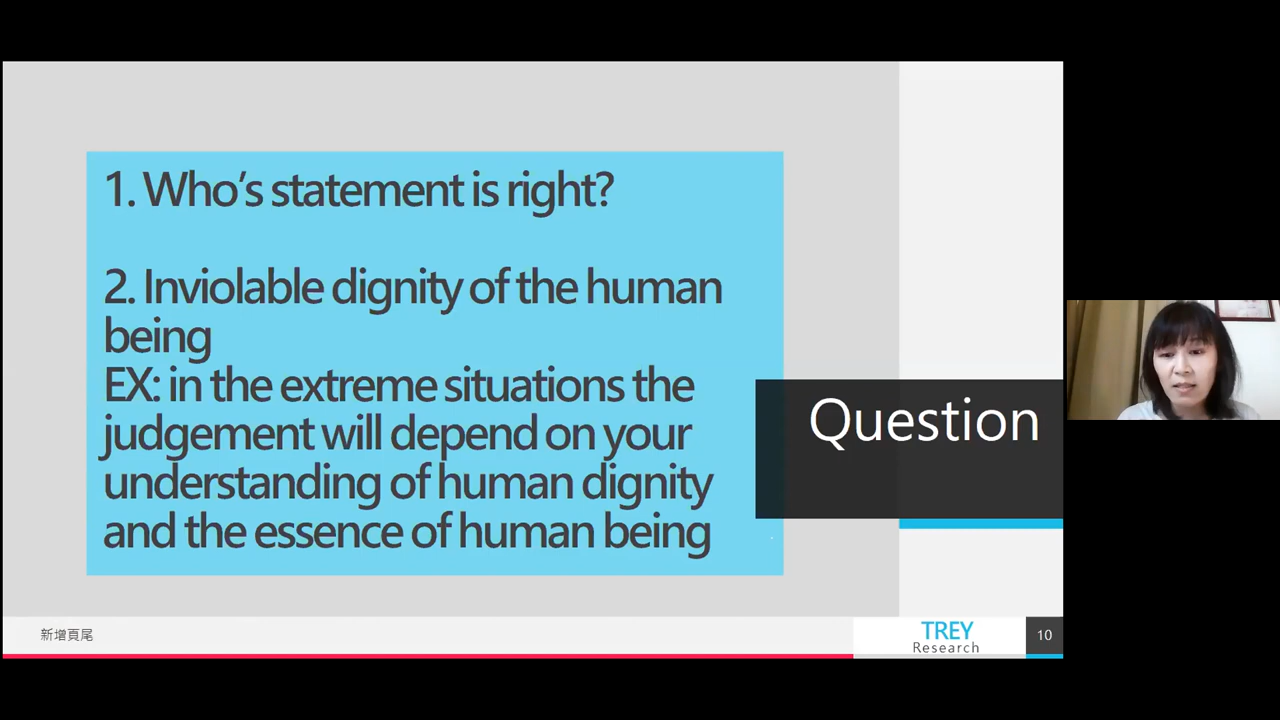 1. Who's statement is right?
2. Inviolable dignity of the human
being
EX: in the extreme situations the
judgement will depend on your
understanding of human dignity
and the essence of human being
Question
新增頁尾
TREY
Research
10